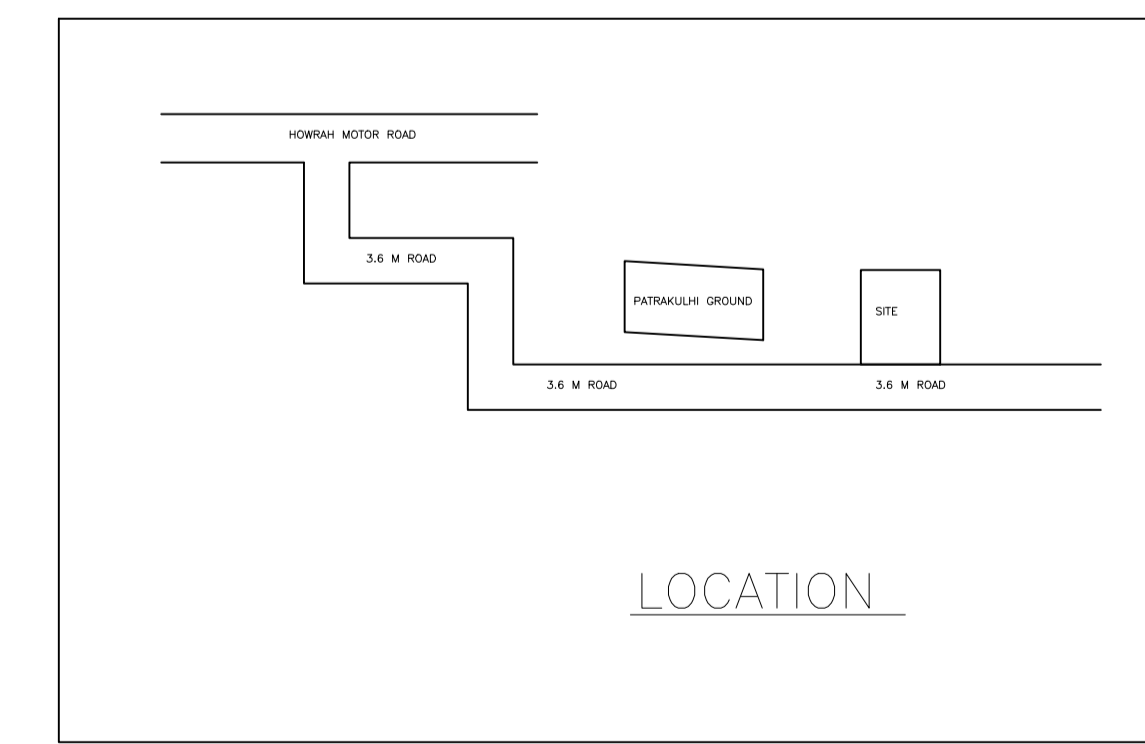 HOWRAH MOTOR ROAD
3.6 M ROAD
PATRAKULHI GROUND
SITE
3.6 M ROAD
3.6 M ROAD
LOCATION